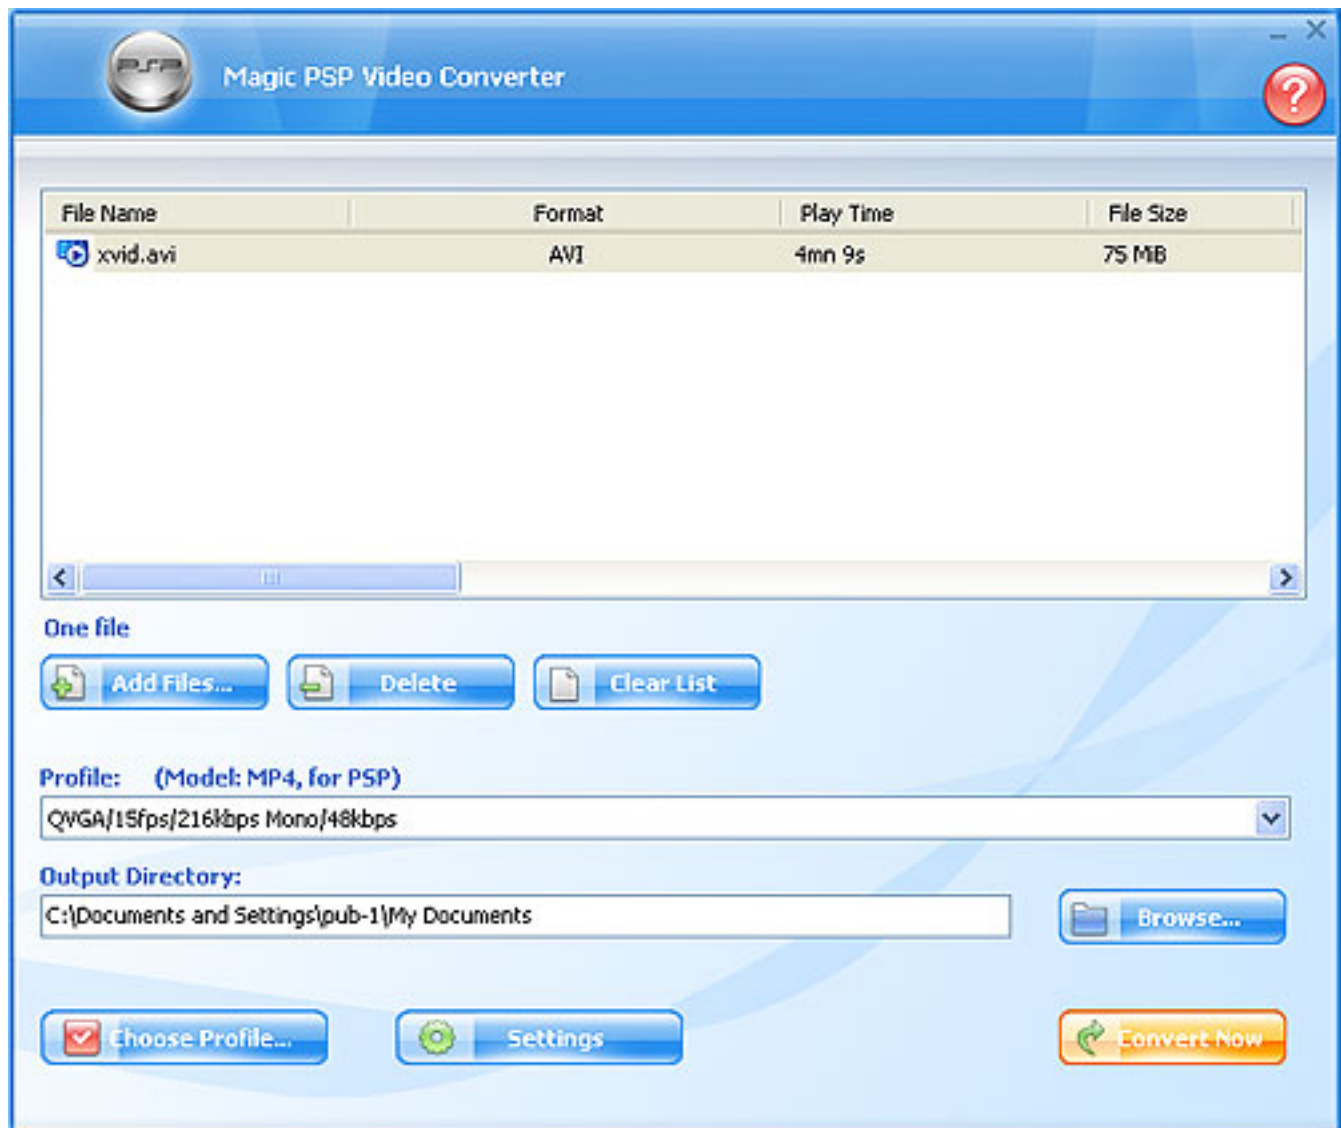 PSP Magic PSP Video Converter
?
File Name Format Play Time File Size
xvid.avi AVI 4mn 9s 75 MiB
One file
Add Files... Delete Clear List
Profile: (Model: MP4, for PSP)
QVGA/15fps/216kbps Mono/48kbps
Output Directory:
C:\Documents and Settings\pub-1\My Documents
Browse...
Choose Profile... Settings Convert Now